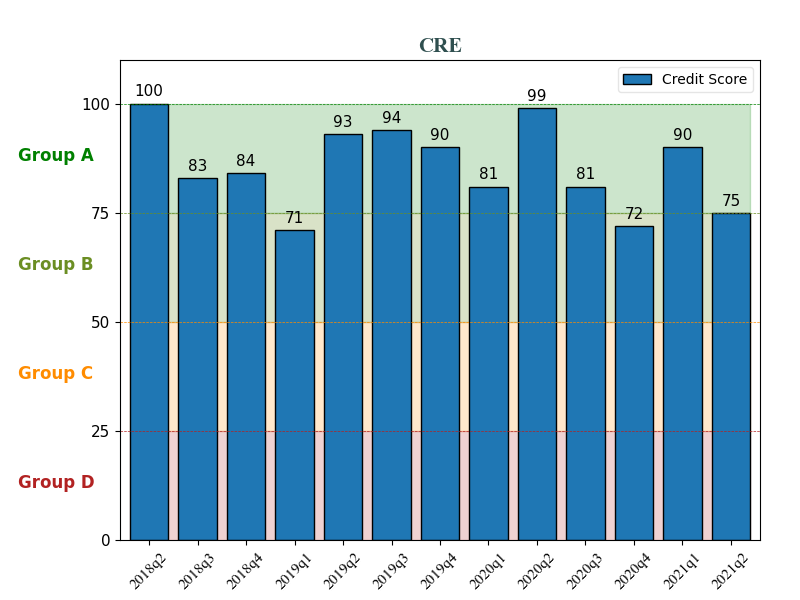 CRE
Credit Score
100
75
50
25
0
Group A
Group B
Group C
Group D
100
83
84
71
93
94
90
81
99
81
72
90
75
2018q2
2018q3
2018q4
2019q1
2019q2
2019q3
2019q4
2020q1
2020q2
2020q3
2020q4
2021q1
2021q2